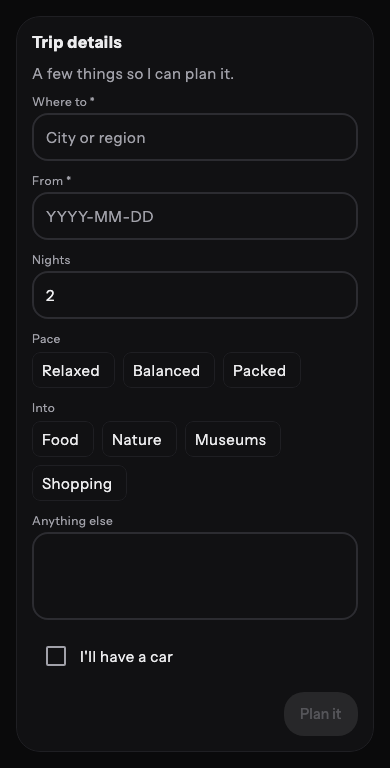 Trip details
A few things so I can plan it.
Where to *
City or region
From *
YYYY-MM-DD
Nights
2
Pace
Relaxed Balanced Packed
Into
Food Nature Museums
Shopping
Anything else
I'll have a car
Plan it